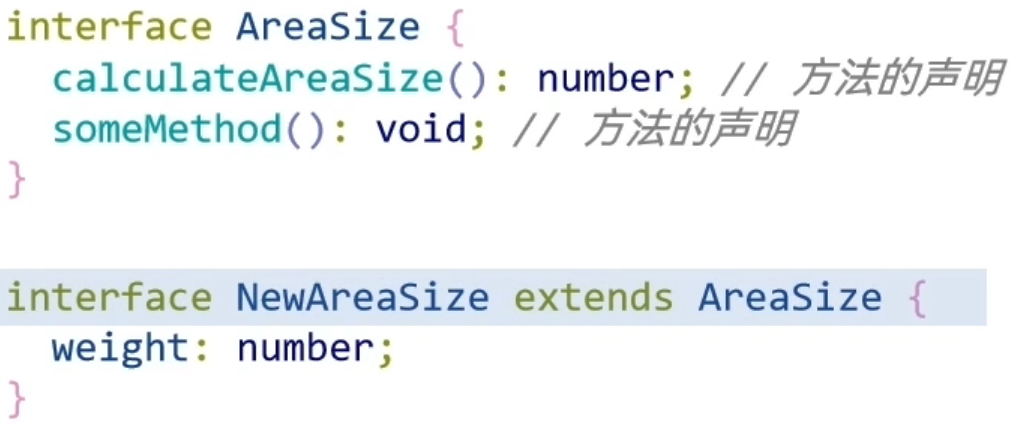 interface AreaSize {
  calculateAreaSize(): number; // 方法的声明
  someMethod(): void; // 方法的声明
}
interface NewAreaSize extends AreaSize {
  weight: number;
}